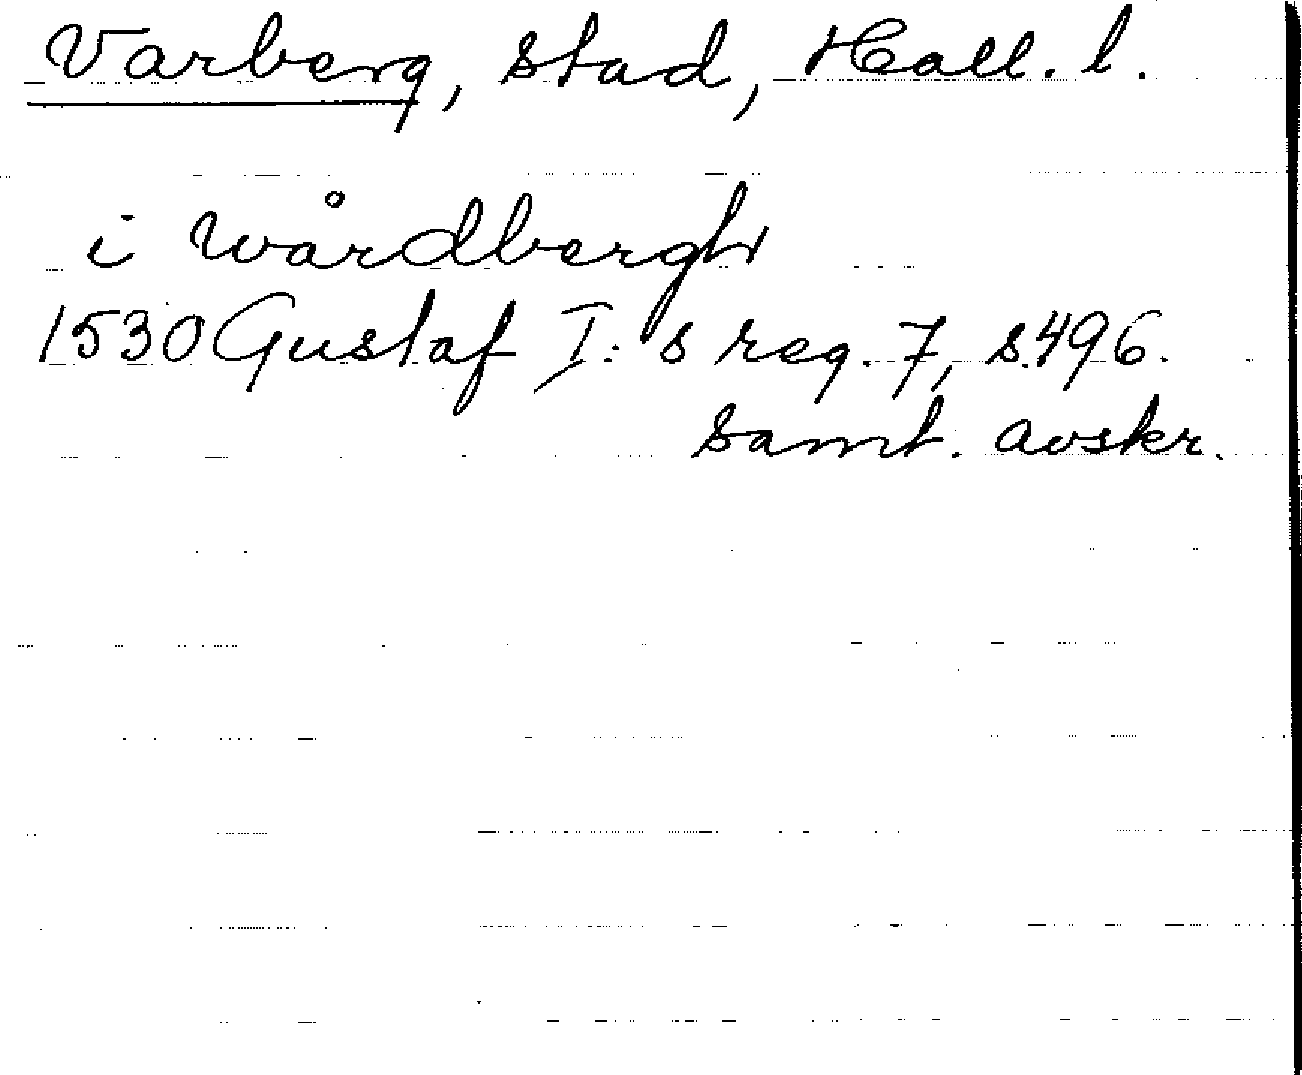 Varberg, stad, Hall. l.
i Wårdbergh
1530 Gustaf I:s reg. 7, s. 496.
Samt. avskr.